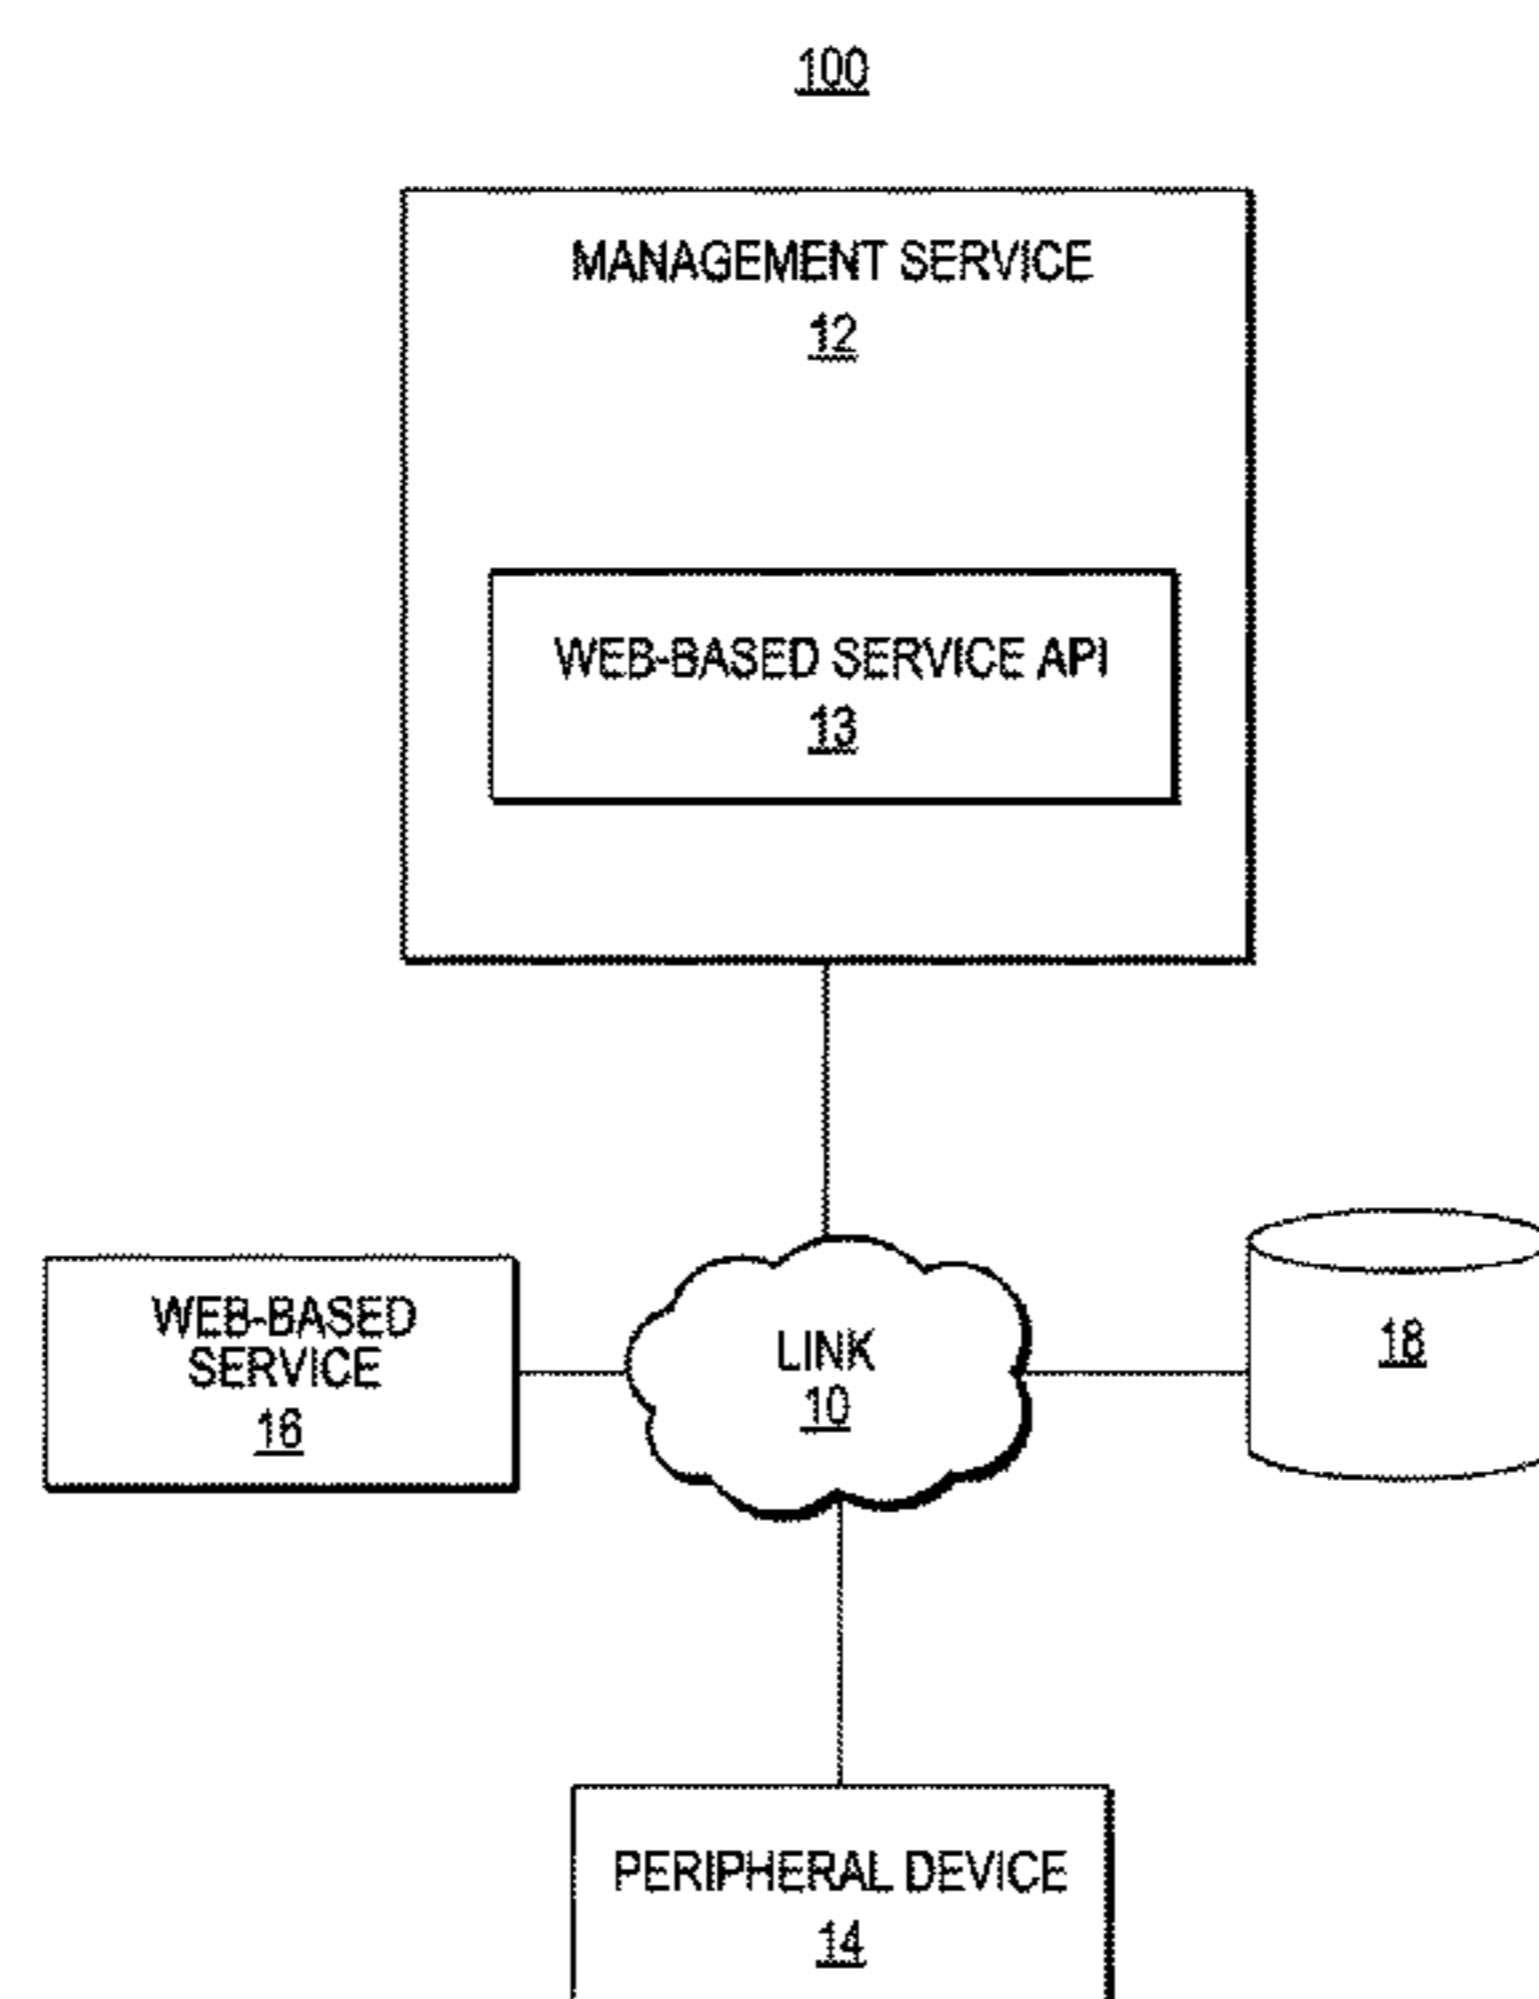 100
MANAGEMENT SERVICE
12
WEB-BASED SERVICE API
13
WEB-BASED
SERVICE
16
LINK
10
18
PERIPHERAL DEVICE
14